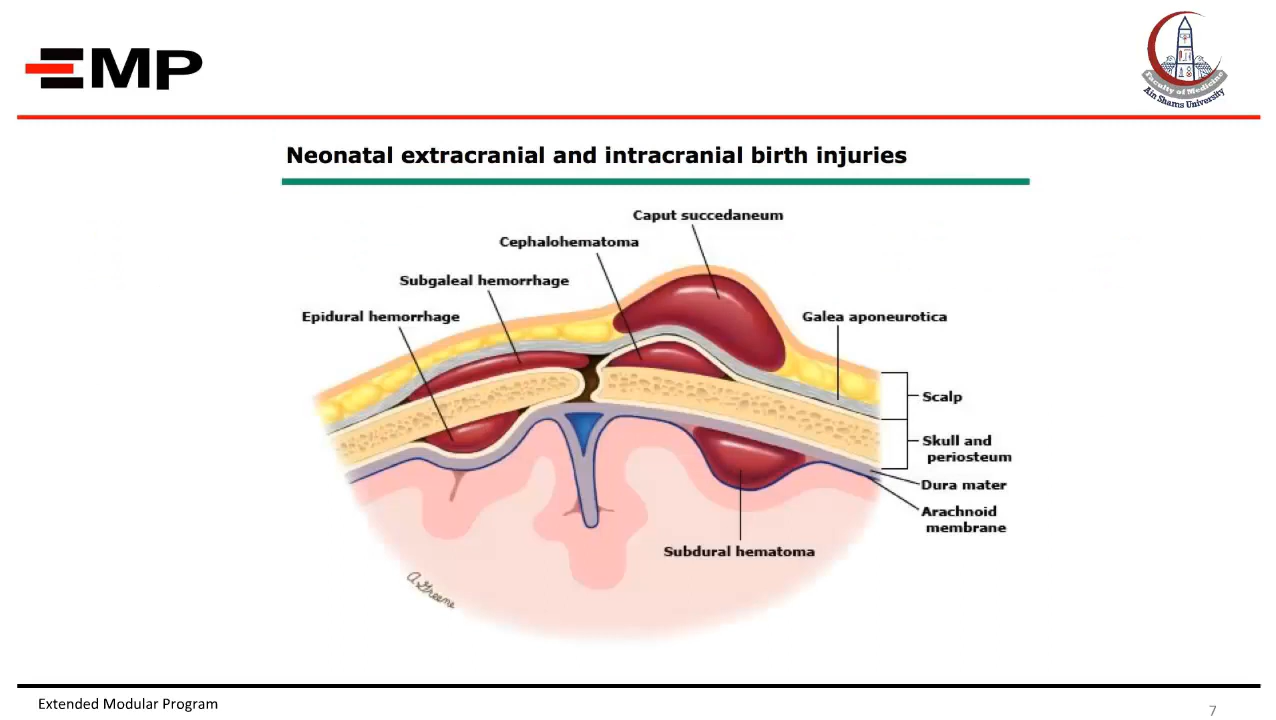 EMP
Faculty of Medicine
Ain Shams University
Neonatal extracranial and intracranial birth injuries
Caput succedaneum
Cephalohematoma
Subgaleal hemorrhage
Epidural hemorrhage
Galea aponeurotica
Scalp
Skull and
periosteum
Dura mater
Arachnoid
membrane
Subdural hematoma
A. Greene
Extended Modular Program
7